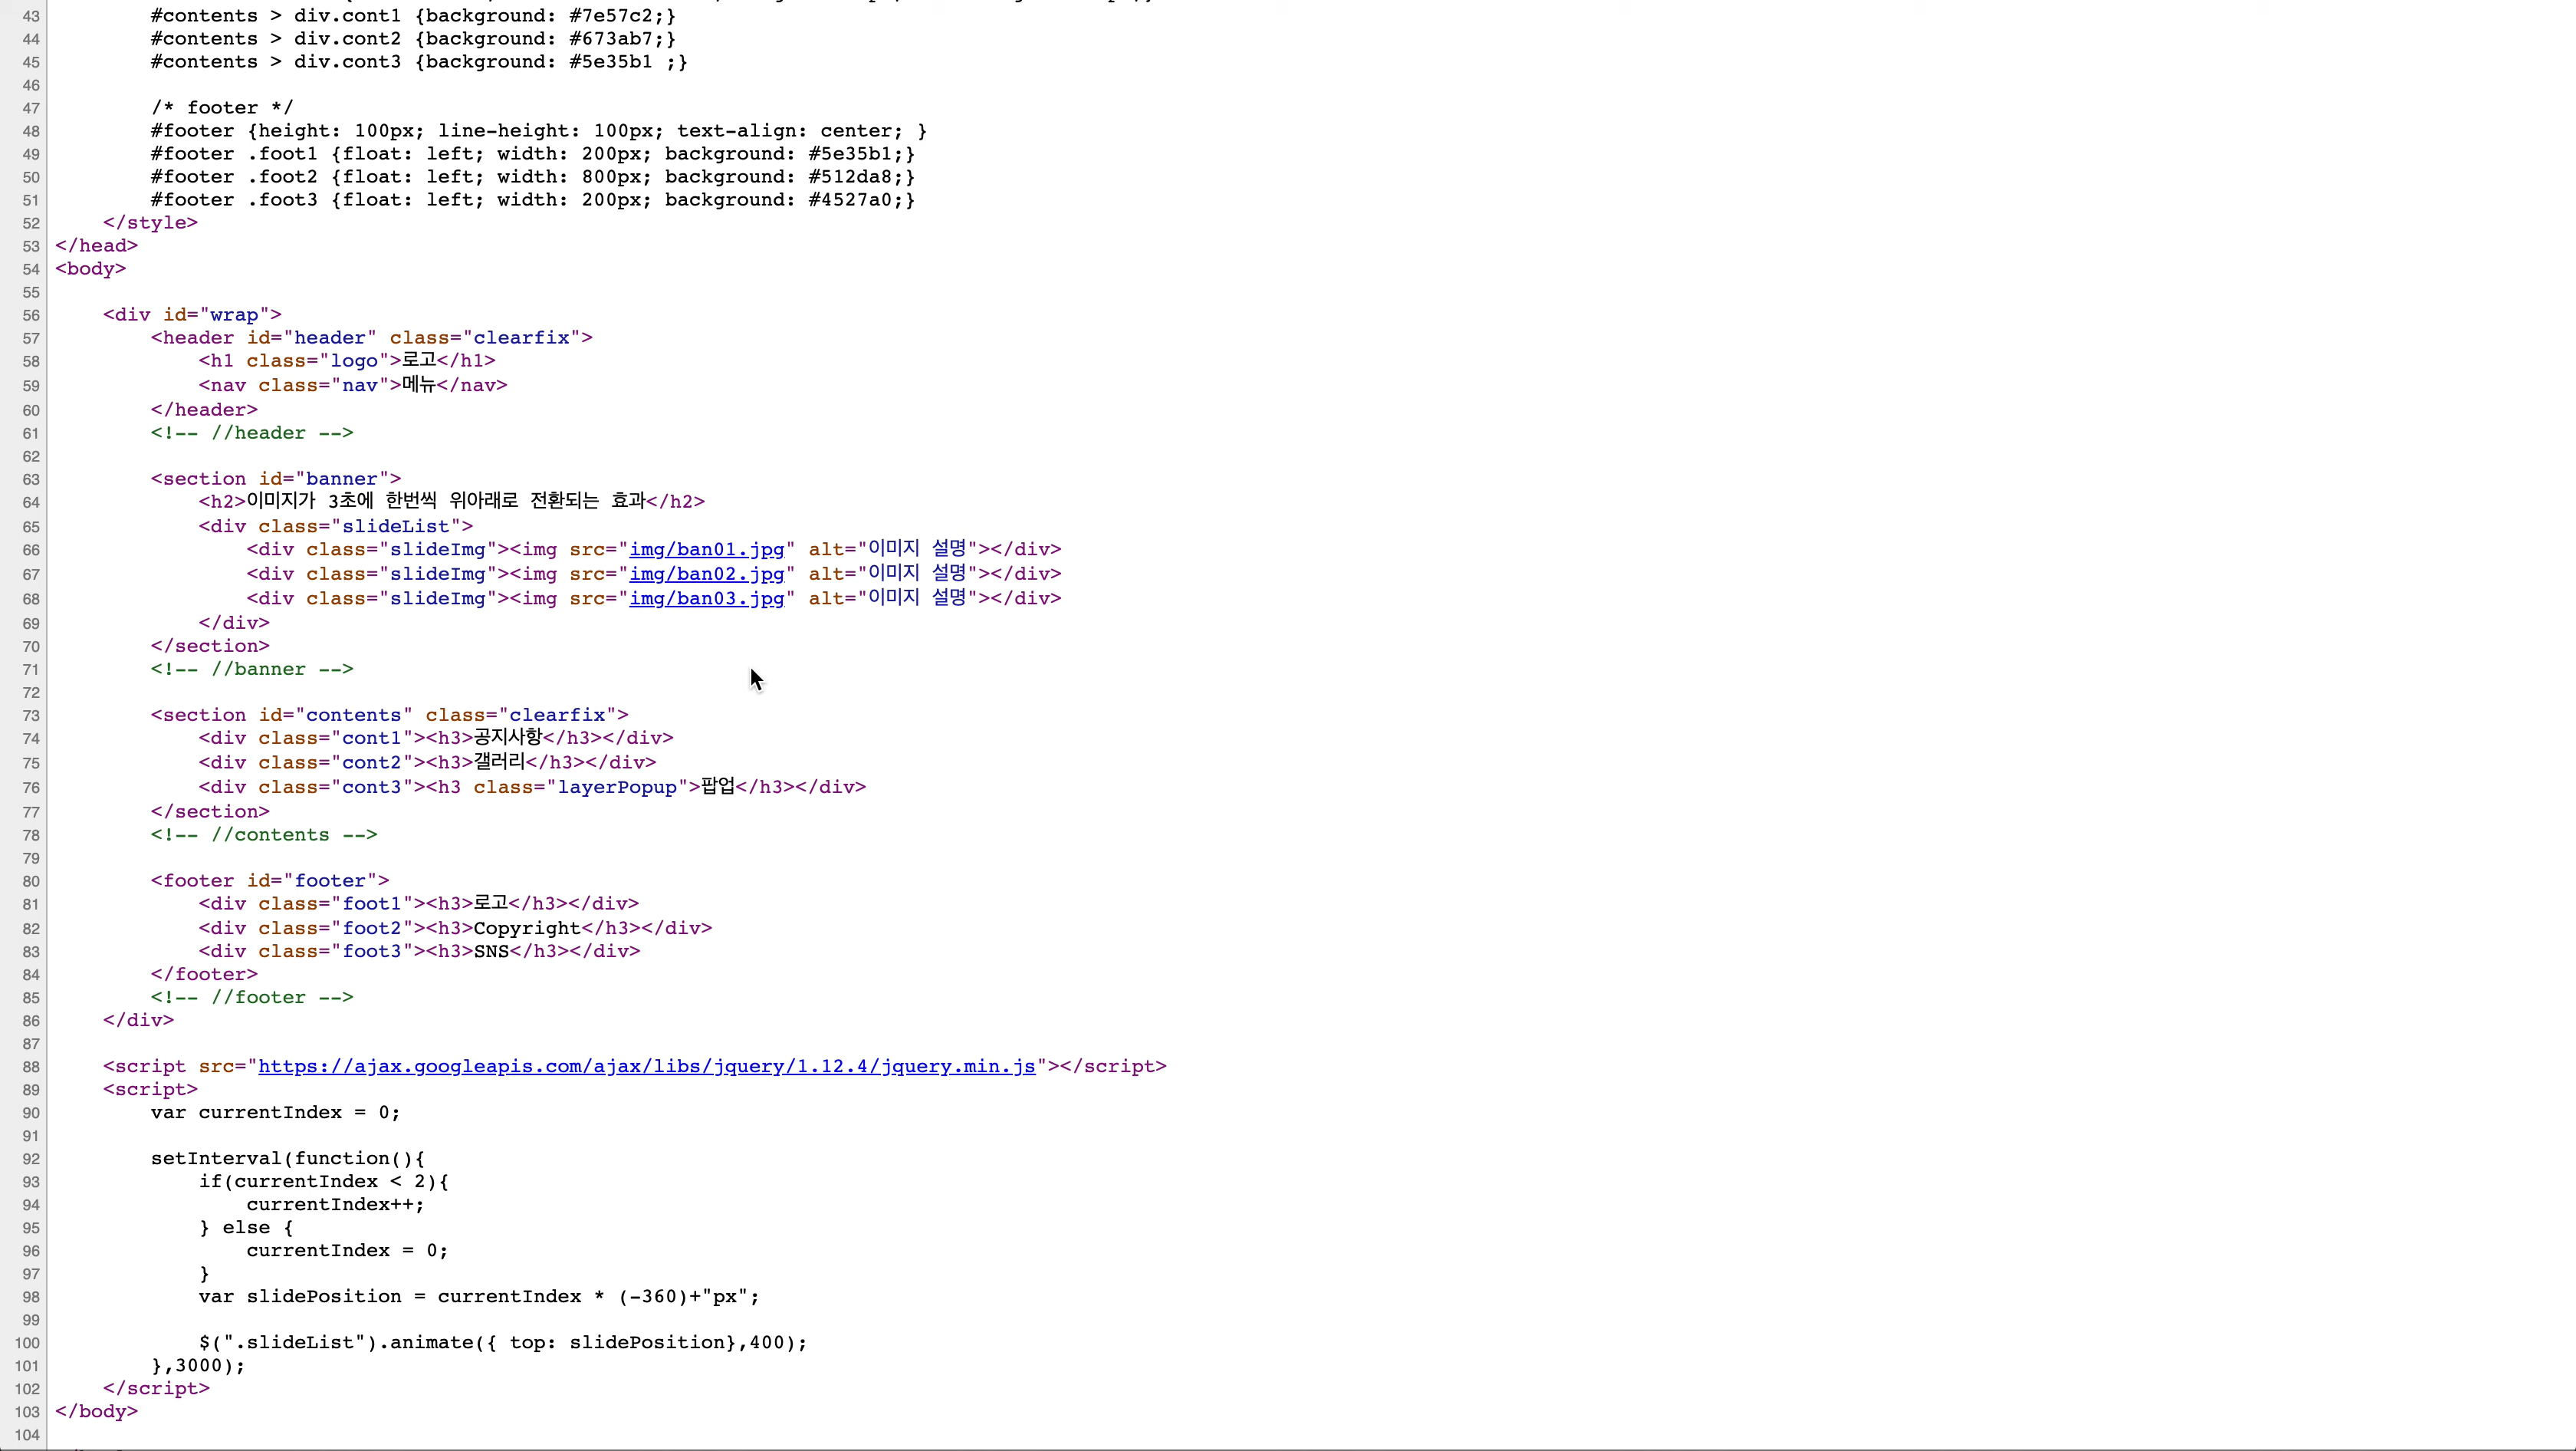 43 #contents > div.cont1 {background: #7e57c2;}
44 #contents > div.cont2 {background: #673ab7;}
45 #contents > div.cont3 {background: #5e35b1 ;}
46
47 /* footer */
48 #footer {height: 100px; line-height: 100px; text-align: center; }
49 #footer .foot1 {float: left; width: 200px; background: #5e35b1;}
50 #footer .foot2 {float: left; width: 800px; background: #512da8;}
51 #footer .foot3 {float: left; width: 200px; background: #4527a0;}
52 </style>
53 </head>
54 <body>
55
56 <div id="wrap">
57 <header id="header" class="clearfix">
58 <h1 class="logo">로고</h1>
59 <nav class="nav">메뉴</nav>
60 </header>
61 <!-- //header -->
62
63 <section id="banner">
64 <h2>이미지가 3초에 한번씩 위아래로 전환되는 효과</h2>
65 <div class="slideList">
66 <div class="slideImg"><img src="img/ban01.jpg" alt="이미지 설명"></div>
67 <div class="slideImg"><img src="img/ban02.jpg" alt="이미지 설명"></div>
68 <div class="slideImg"><img src="img/ban03.jpg" alt="이미지 설명"></div>
69 </div>
70 </section>
71 <!-- //banner -->
72
73 <section id="contents" class="clearfix">
74 <div class="cont1"><h3>공지사항</h3></div>
75 <div class="cont2"><h3>갤러리</h3></div>
76 <div class="cont3"><h3 class="layerPopup">팝업</h3></div>
77 </section>
78 <!-- //contents -->
79
80 <footer id="footer">
81 <div class="foot1"><h3>로고</h3></div>
82 <div class="foot2"><h3>Copyright</h3></div>
83 <div class="foot3"><h3>SNS</h3></div>
84 </footer>
85 <!-- //footer -->
86 </div>
87
88 <script src="https://ajax.googleapis.com/ajax/libs/jquery/1.12.4/jquery.min.js"></script>
89 <script>
90 var currentIndex = 0;
91
92 setInterval(function(){
93 if(currentIndex < 2){
94 currentIndex++;
95 } else {
96 currentIndex = 0;
97 }
98 var slidePosition = currentIndex * (-360)+"px";
99
100 $(".slideList").animate({ top: slidePosition},400);
101 },3000);
102 </script>
103 </body>
104